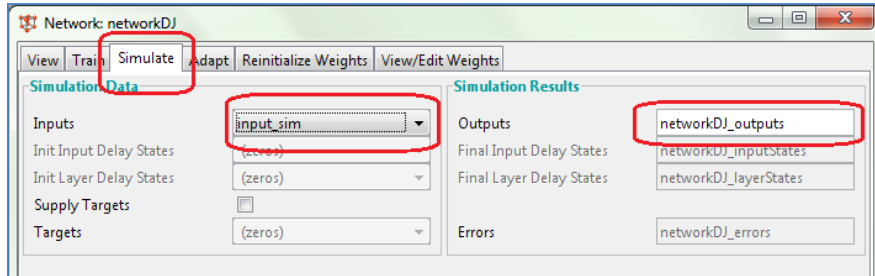 Network: networkDJ
View Train Simulate Adapt Reinitialize Weights View/Edit Weights
Simulation Data
Inputs input_sim
Init Input Delay States (zeros)
Init Layer Delay States (zeros)
Supply Targets
Targets (zeros)
Simulation Results
Outputs networkDJ_outputs
Final Input Delay States networkDJ_inputStates
Final Layer Delay States networkDJ_layerStates
Errors networkDJ_errors